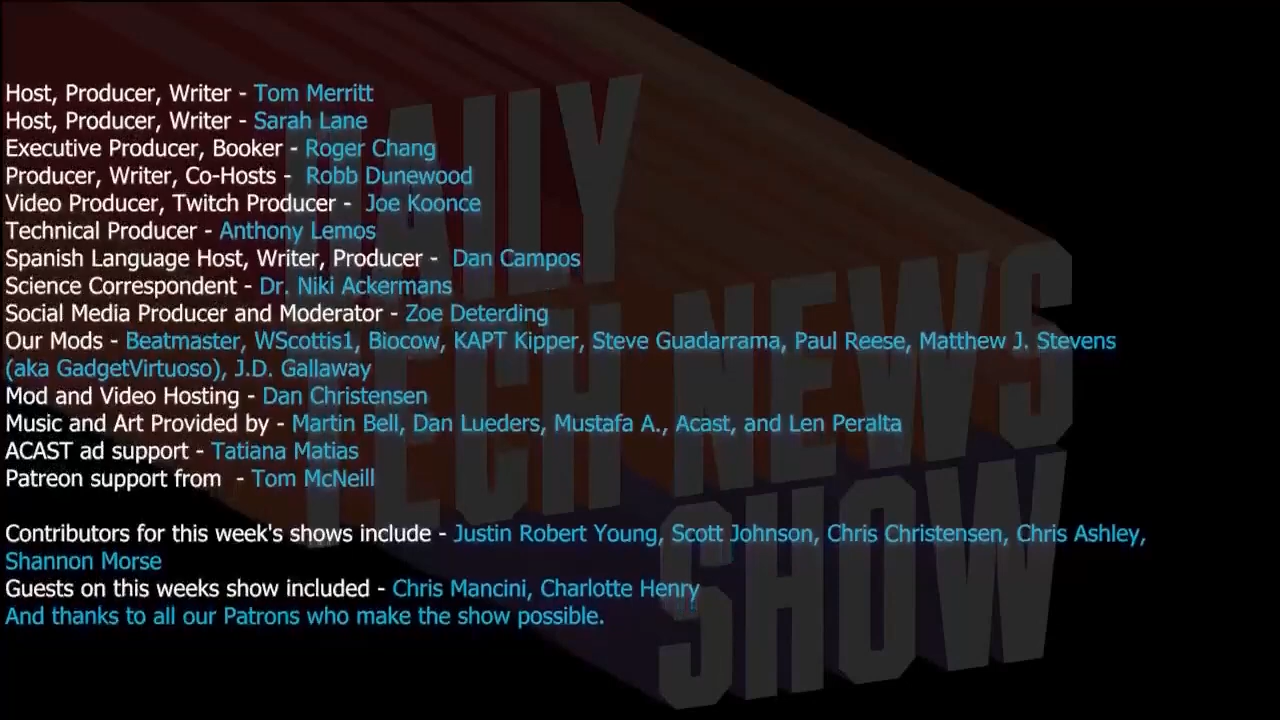 Host, Producer, Writer - Tom Merritt
Host, Producer, Writer - Sarah Lane
Executive Producer, Booker - Roger Chang
Producer, Writer, Co-Hosts -  Robb Dunewood
Video Producer, Twitch Producer -  Joe Koonce
Technical Producer - Anthony Lemos
Spanish Language Host, Writer, Producer -  Dan Campos
Science Correspondent - Dr. Niki Ackermans
Social Media Producer and Moderator - Zoe Deterding
Our Mods - Beatmaster, WScottis1, Biocow, KAPT Kipper, Steve Guadarrama, Paul Reese, Matthew J. Stevens
(aka GadgetVirtuoso), J.D. Gallaway
Mod and Video Hosting - Dan Christensen
Music and Art Provided by - Martin Bell, Dan Lueders, Mustafa A., Acast, and Len Peralta
ACAST ad support - Tatiana Matias
Patreon support from  - Tom McNeill
Contributors for this week's shows include - Justin Robert Young, Scott Johnson, Chris Christensen, Chris Ashley,
Shannon Morse
Guests on this weeks show included - Chris Mancini, Charlotte Henry
And thanks to all our Patrons who make the show possible.
DAILY
TECH NEWS
SHOW